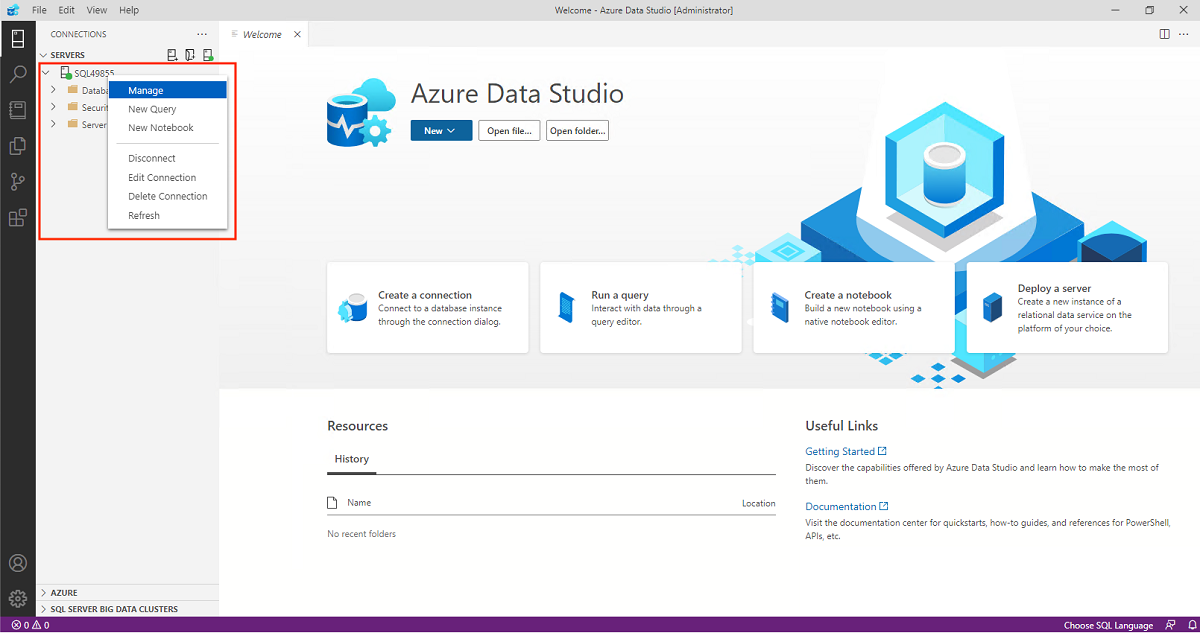 File Edit View Help
Welcome - Azure Data Studio [Administrator]
CONNECTIONS
Welcome
SERVERS
SQL49855
Databa
Securit
Server
Manage
New Query
New Notebook
Disconnect
Edit Connection
Delete Connection
Refresh
Azure Data Studio
New
Open file...
Open folder...
Create a connection
Connect to a database instance
through the connection dialog.
Run a query
Interact with data through a
query editor.
Create a notebook
Build a new notebook using a
native notebook editor.
Deploy a server
Create a new instance of a
relational data service on the
platform of your choice.
Resources
History
Name
Location
No recent folders
Useful Links
Getting Started
Discover the capabilities offered by Azure Data Studio and learn how to make the most of
them.
Documentation
Visit the documentation center for quickstarts, how-to guides, and references for PowerShell,
APIs, etc.
AZURE
SQL SERVER BIG DATA CLUSTERS
0 0
Choose SQL Language